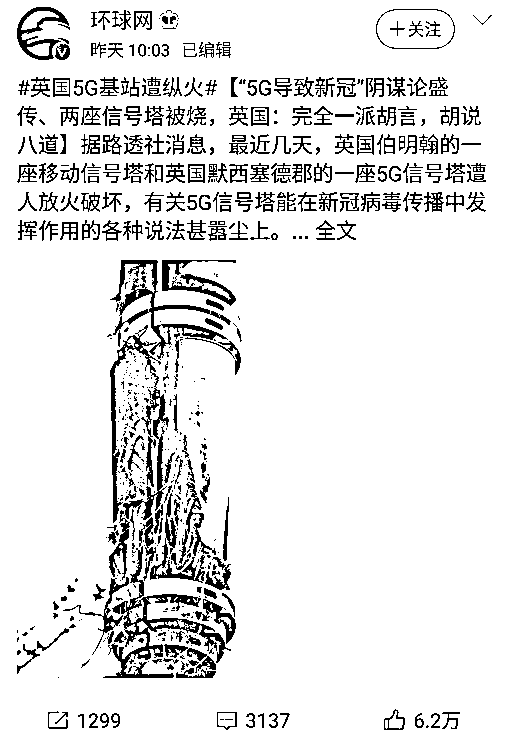 环球网
昨天 10:03 已编辑
+关注
#英国5G基站遭纵火#【“5G导致新冠”阴谋论盛
传、两座信号塔被烧，英国：完全一派胡言，胡说
八道】据路透社消息，最近几天，英国伯明翰的一
座移动信号塔和英国默西塞德郡的一座5G信号塔遭
人放火破坏，有关5G信号塔能在新冠病毒传播中发
挥作用的各种说法甚嚣尘上。... 全文
1299
3137
6.2万